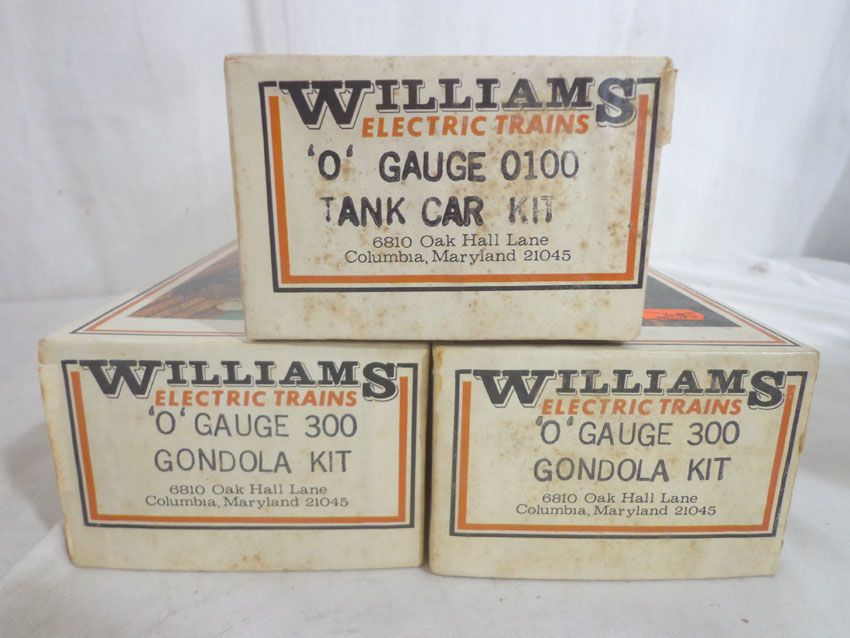 WILLIAMS
ELECTRIC TRAINS
'O' GAUGE 0100
TANK CAR KIT
6810 Oak Hall Lane
Columbia, Maryland 21045
WILLIAMS
ELECTRIC TRAINS
'O' GAUGE 300
GONDOLA KIT
6810 Oak Hall Lane
Columbia, Maryland 21045
WILLIAMS
ELECTRIC TRAINS
'O' GAUGE 300
GONDOLA KIT
6810 Oak Hall Lane
Columbia, Maryland 21045